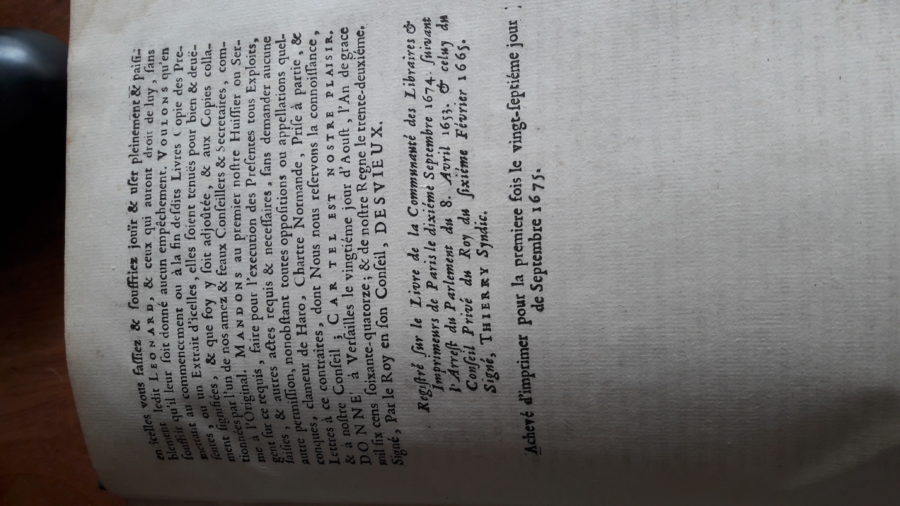 en icelles vous faſſiez & ſouffriez jouïr & uſer pleinement & paiſi-
blement ledit LEONARD, & ceux qui auront droit de luy, ſans
ſouffrir qu'il leur ſoit donné aucun empêchement. VOULONS qu'en
mettant au commencement ou à la fin deſdits Livres Copie des Pre-
ſentes, ou un Extrait d'icelles, elles ſoient tenuës pour bien & deuë-
ment ſignifiées, & que foy y ſoit adjoûtée, & aux Copies colla-
tionnées par l'un de nos amez & feaux Conſeillers & Secretaires, com-
me à l'Original. MANDONS au premier noſtre Huiſſier ou Ser-
gent ſur ce requis, faire pour l'execution des Preſentes tous Exploits,
ſaiſies, & autres actes requis & neceſſaires, ſans demander aucune
autre permiſſion, nonobſtant toutes oppoſitions ou appellations quel-
conques, clameur de Haro, Chartre Normande, Priſe à partie, &
Lettres à ce contraires, dont Nous nous reſervons la connoiſſance,
& à noſtre Conſeil; CAR TEL EST NOSTRE PLAISIR.
DONNÉ à Verſailles le vingtiéme jour d'Aouſt, l'An de grace
mil ſix cens ſoixante-quatorze; & de noſtre Regne le trente-deuxiéme.
Signé, Par le Roy en ſon Conſeil, DESVIEUX.
Regiſtré ſur le Livre de la Communauté des Libraires &
Imprimeurs de Paris le dixiéme Septembre 1674. ſuivant
l'Arreſt du Parlement du 8. Avril 1653. & celuy du
Conſeil Privé du Roy du ſixiéme Février 1665.
Signé, THIERRY Syndic.
Achevé d'imprimer pour la premiere fois le vingt-ſeptiéme jour
de Septembre 1675.